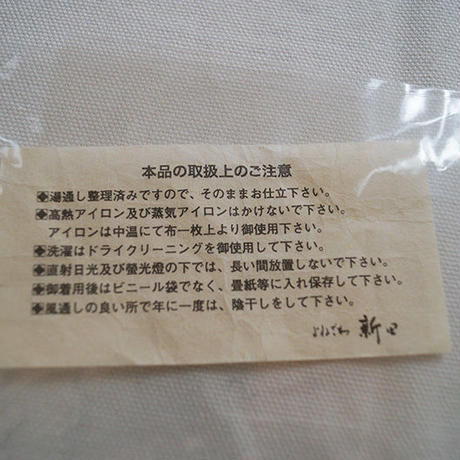 本品の取扱上のご注意
◆湯通し整理済みですので、そのままお仕立下さい。
◆高熱アイロン及び蒸気アイロンはかけないで下さい。
アイロンは中温にて布一枚上より御使用下さい。
◆洗濯はドライクリーニングを御使用して下さい。
◆直射日光及び螢光燈の下では、長い間放置しないで下さい。
◆御着用後はビニール袋でなく、畳紙等に入れ保存して下さい。
◆風通しの良い所で年に一度は、陰干しをして下さい。
よねざわ 新田